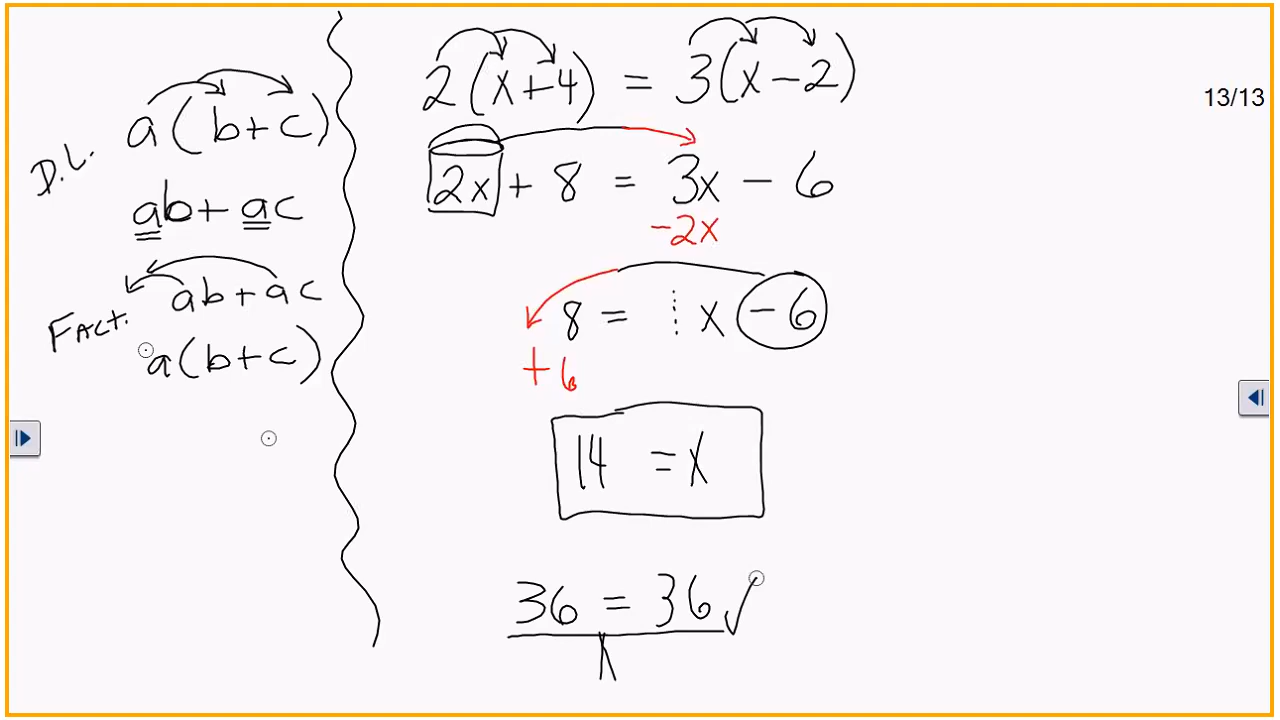 a(b+c)
D.L.
ab+ac
ab+ac
FACT.
a(b+c)
2(x+4) = 3(x-2)
2x + 8 = 3x - 6
-2x
8 = x -6
+6
14 = x
36 = 36 ✓
13/13